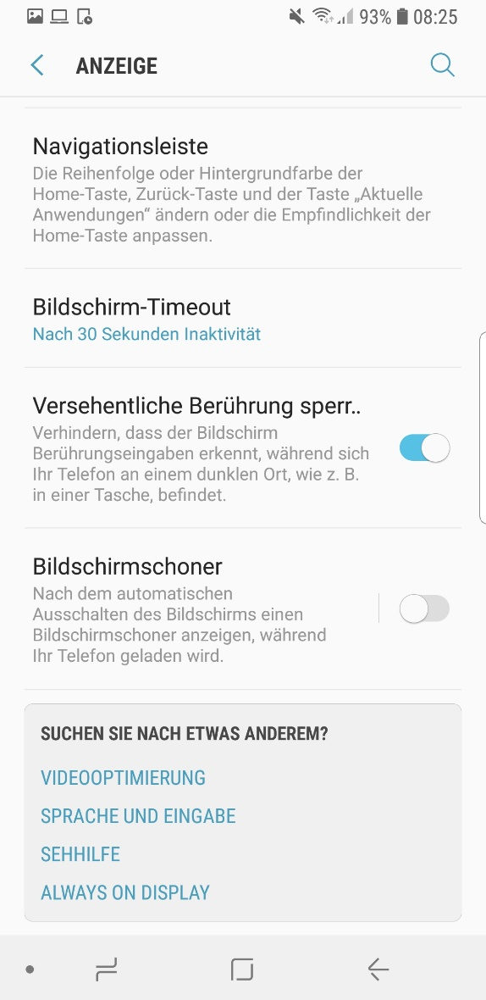 93% 08:25
ANZEIGE
Navigationsleiste
Die Reihenfolge oder Hintergrundfarbe der
Home-Taste, Zurück-Taste und der Taste „Aktuelle
Anwendungen“ ändern oder die Empfindlichkeit der
Home-Taste anpassen.
Bildschirm-Timeout
Nach 30 Sekunden Inaktivität
Versehentliche Berührung sperr..
Verhindern, dass der Bildschirm
Berührungseingaben erkennt, während sich
Ihr Telefon an einem dunklen Ort, wie z. B.
in einer Tasche, befindet.
Bildschirmschoner
Nach dem automatischen
Ausschalten des Bildschirms einen
Bildschirmschoner anzeigen, während
Ihr Telefon geladen wird.
SUCHEN SIE NACH ETWAS ANDEREM?
VIDEOOPTIMIERUNG
SPRACHE UND EINGABE
SEHHILFE
ALWAYS ON DISPLAY